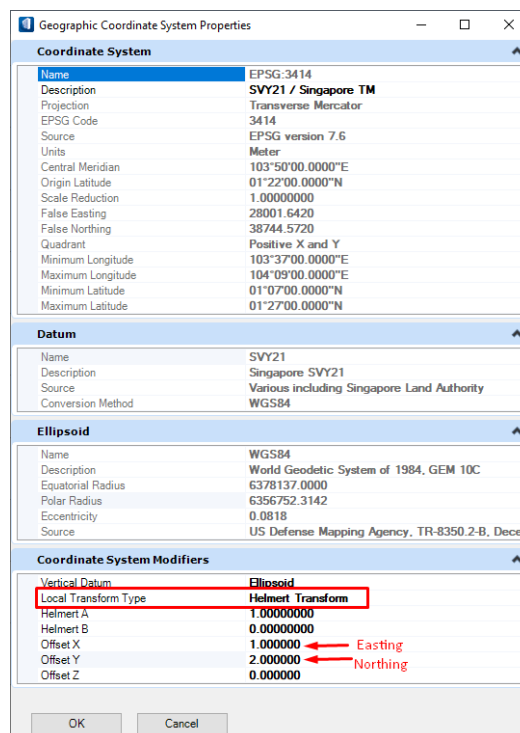 Geographic Coordinate System Properties
Coordinate System
Name EPSG:3414
Description SVY21 / Singapore TM
Projection Transverse Mercator
EPSG Code 3414
Source EPSG version 7.6
Units Meter
Central Meridian 103°50'00.0000"E
Origin Latitude 01°22'00.0000"N
Scale Reduction 1.00000000
False Easting 28001.6420
False Northing 38744.5720
Quadrant Positive X and Y
Minimum Longitude 103°37'00.0000"E
Maximum Longitude 104°09'00.0000"E
Minimum Latitude 01°07'00.0000"N
Maximum Latitude 01°27'00.0000"N
Datum
Name SVY21
Description Singapore SVY21
Source Various including Singapore Land Authority
Conversion Method WGS84
Ellipsoid
Name WGS84
Description World Geodetic System of 1984, GEM 10C
Equatorial Radius 6378137.0000
Polar Radius 6356752.3142
Eccentricity 0.0818
Source US Defense Mapping Agency, TR-8350.2-B, Dece
Coordinate System Modifiers
Vertical Datum Ellipsoid
Local Transform Type Helmert Transform
Helmert A 1.00000000
Helmert B 0.00000000
Offset X 1.000000 Easting
Offset Y 2.000000 Northing
Offset Z 0.000000
OK Cancel